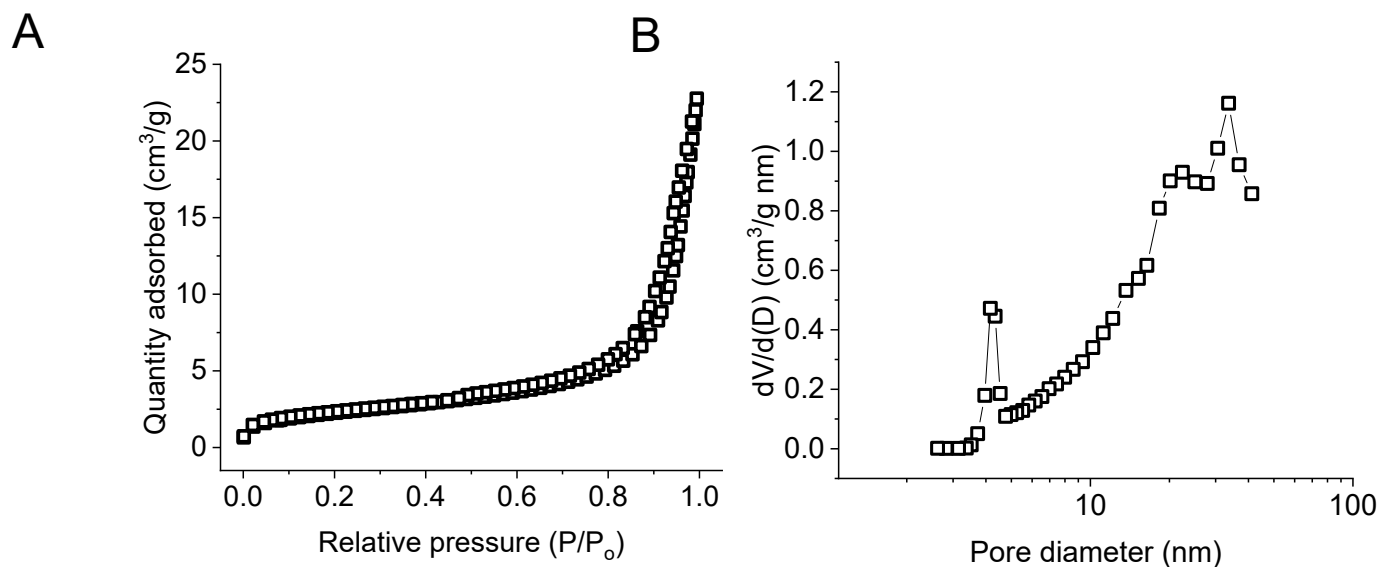 A
B
Quantity adsorbed (cm³/g)
25
20
15
10
5
0
0.0 0.2 0.4 0.6 0.8 1.0
Relative pressure (P/Pₒ)
dV/d(D) (cm³/g nm)
1.2
1.0
0.8
0.6
0.4
0.2
0.0
10 100
Pore diameter (nm)